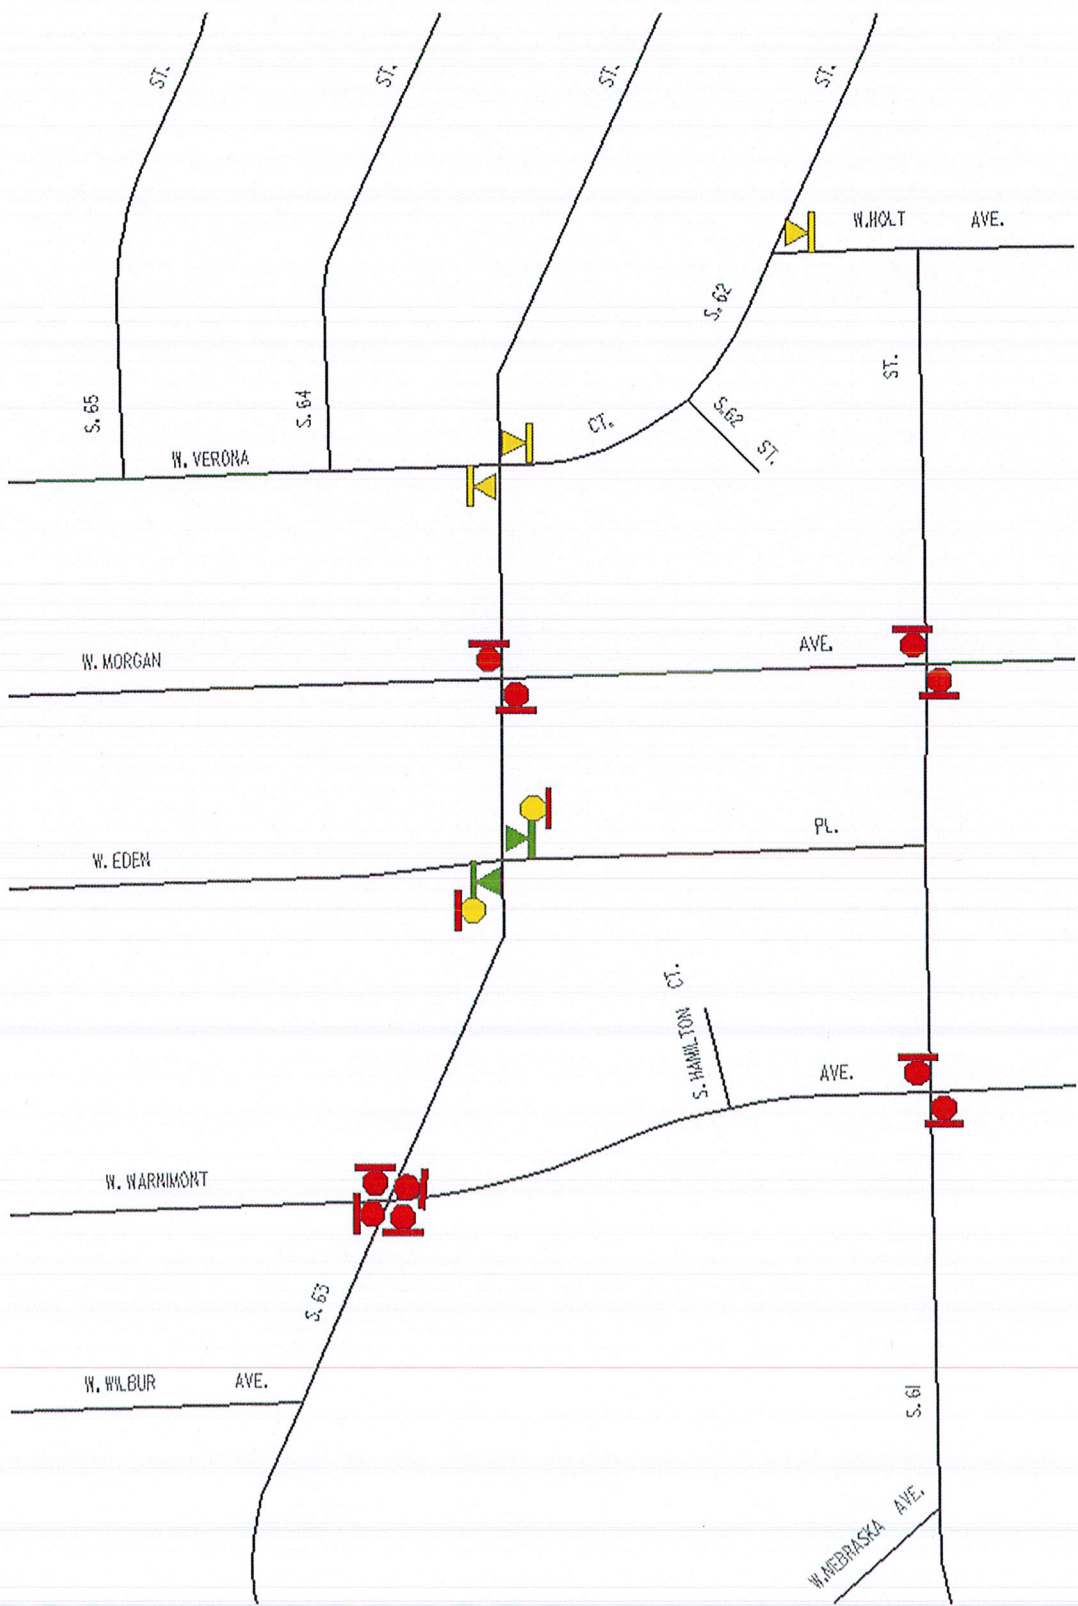 ST.
ST.
ST.
ST.
W.HOLT AVE.
S.62
ST.
S.65
S.64
CT.
S.62 ST.
W. VERONA
W. MORGAN
AVE.
W. EDEN
PL.
S. HAMILTON CT.
AVE.
W. WARNIMONT
S.63
W. WILBUR AVE.
S.61
W.NEBRASKA AVE.